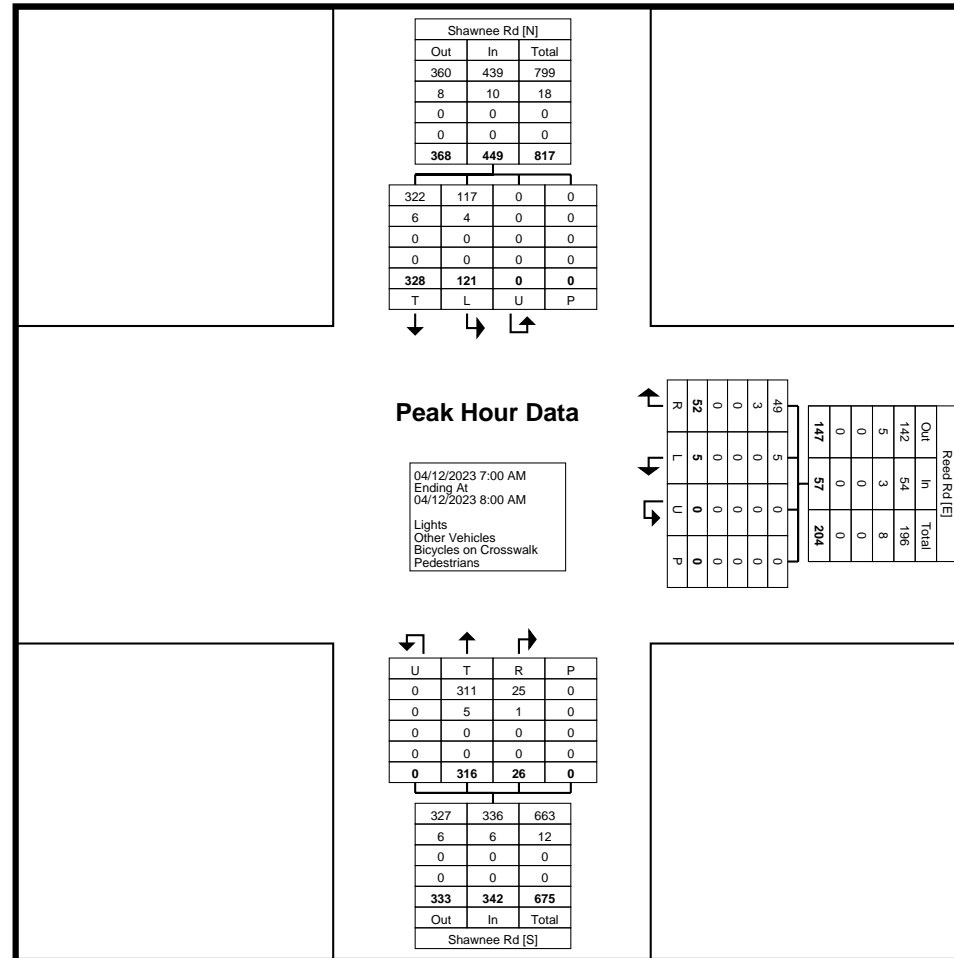 Shawnee Rd [N]
Out In Total
360 439 799
8 10 18
0 0 0
0 0 0
368 449 817
322 117 0 0
6 4 0 0
0 0 0 0
0 0 0 0
328 121 0 0
T L U P
Peak Hour Data
04/12/2023 7:00 AM
Ending At
04/12/2023 8:00 AM
Lights
Other Vehicles
Bicycles on Crosswalk
Pedestrians
Reed Rd [E]
Out In Total
142 54 196
5 3 8
0 0 0
0 0 0
147 57 204
49 5 0 0
3 0 0 0
0 0 0 0
0 0 0 0
52 5 0 0
R L U P
U T R P
0 311 25 0
0 5 1 0
0 0 0 0
0 0 0 0
0 316 26 0
327 336 663
6 6 12
0 0 0
0 0 0
333 342 675
Out In Total
Shawnee Rd [S]